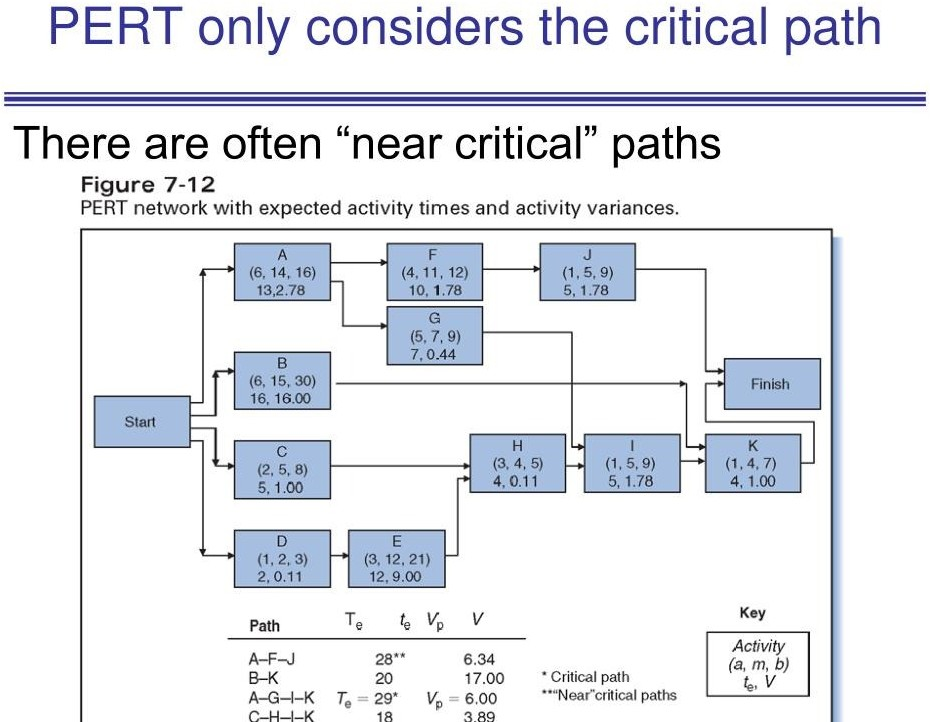 PERT only considers the critical path
There are often “near critical” paths
Figure 7-12
PERT network with expected activity times and activity variances.
A
(6, 14, 16)
13,2.78
F
(4, 11, 12)
10, 1.78
J
(1, 5, 9)
5, 1.78
G
(5, 7, 9)
7, 0.44
B
(6, 15, 30)
16, 16.00
Finish
Start
C
(2, 5, 8)
5, 1.00
H
(3, 4, 5)
4, 0.11
I
(1, 5, 9)
5, 1.78
K
(1, 4, 7)
4, 1.00
D
(1, 2, 3)
2, 0.11
E
(3, 12, 21)
12, 9.00
Path Te te Vp V
A–F–J 28** 6.34
B–K 20 17.00
A–G–I–K Te = 29* Vp = 6.00
C–H–I–K 18 3.89
* Critical path
**“Near”critical paths
Key
Activity
(a, m, b)
te, V